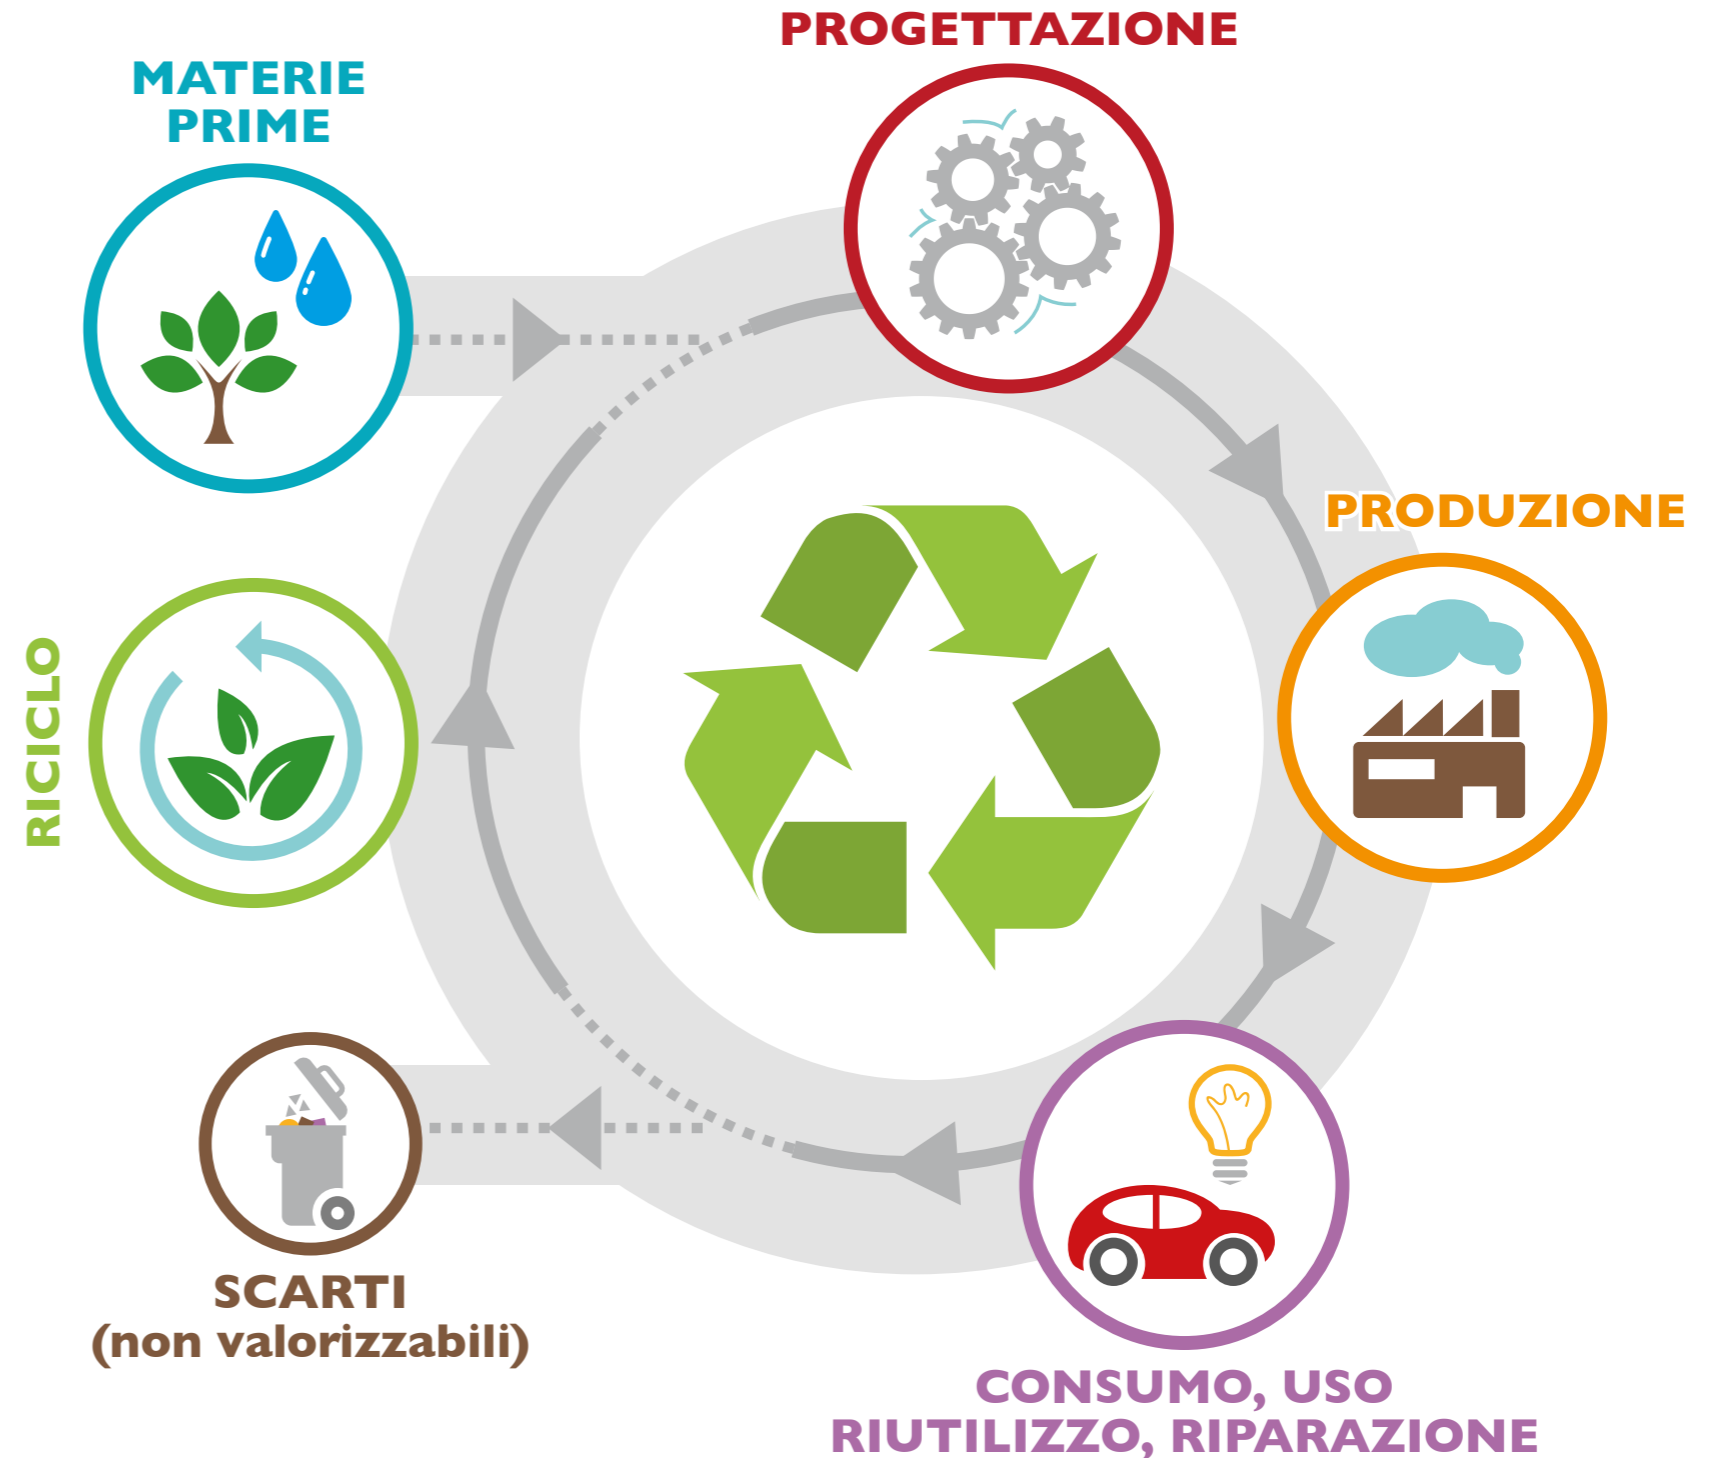 PROGETTAZIONE
MATERIE
PRIME
PRODUZIONE
RICICLO
SCARTI
(non valorizzabili)
CONSUMO, USO
RIUTILIZZO, RIPARAZIONE